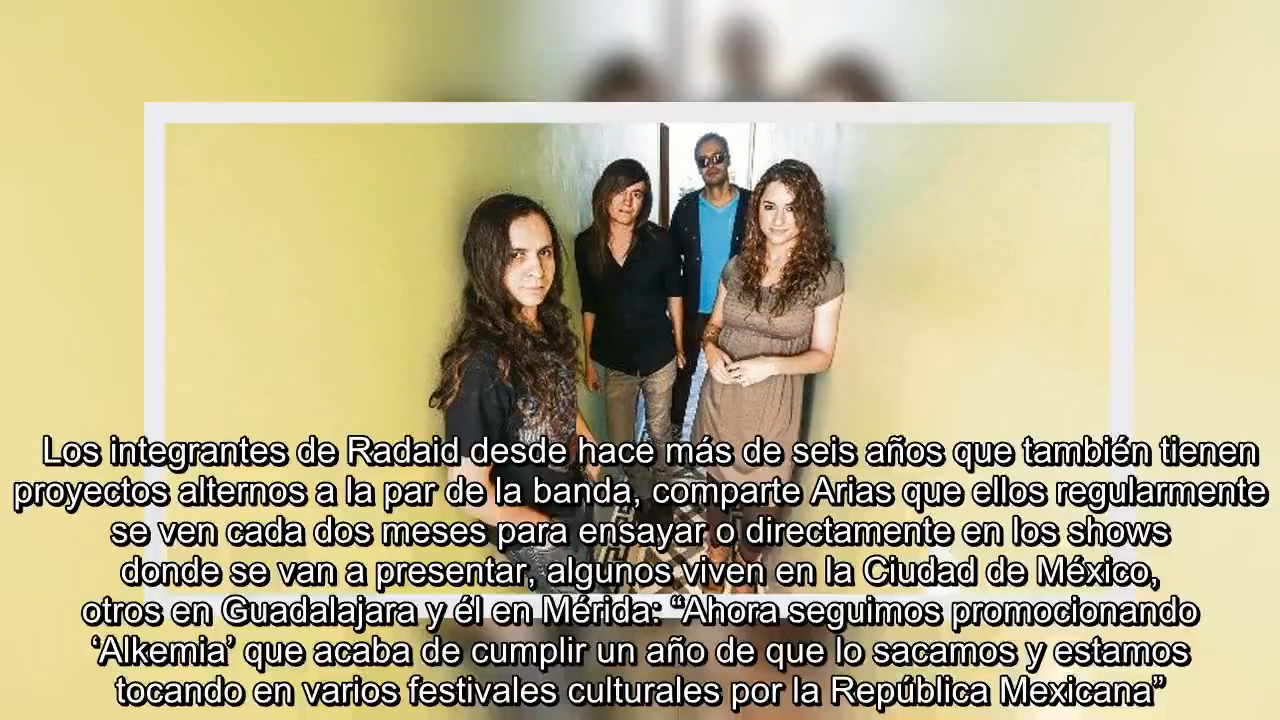 Los integrantes de Radaid desde hace más de seis años que también tienen
proyectos alternos a la par de la banda, comparte Arias que ellos regularmente
se ven cada dos meses para ensayar o directamente en los shows
donde se van a presentar, algunos viven en la Ciudad de México,
otros en Guadalajara y él en Mérida: “Ahora seguimos promocionando
‘Alkemia’ que acaba de cumplir un año de que lo sacamos y estamos
tocando en varios festivales culturales por la República Mexicana”